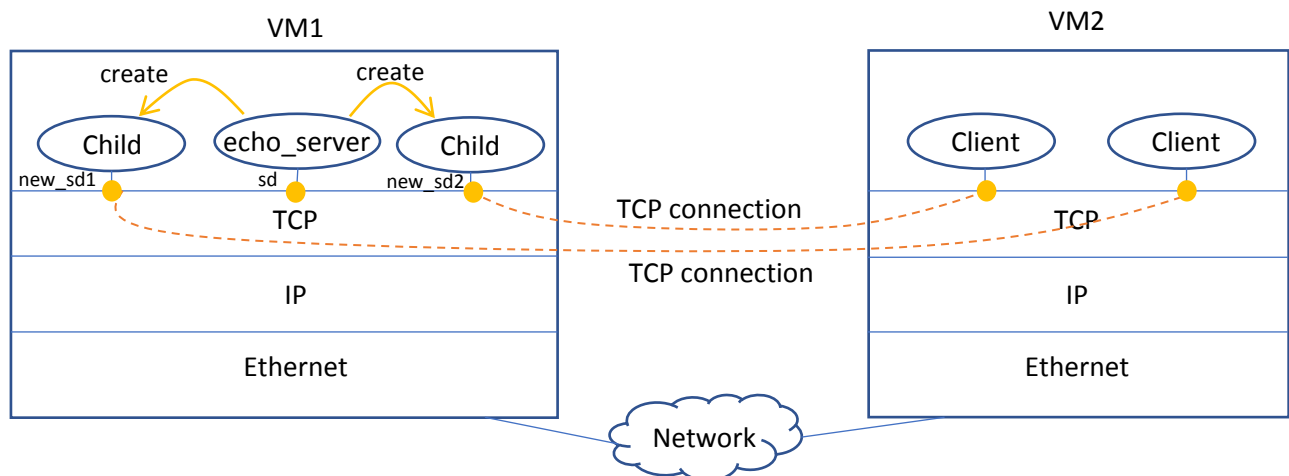 VM1
VM2
create
create
Child
echo_server
Child
Client
Client
new_sd1
sd
new_sd2
TCP
TCP connection
TCP
TCP connection
IP
IP
Ethernet
Ethernet
Network